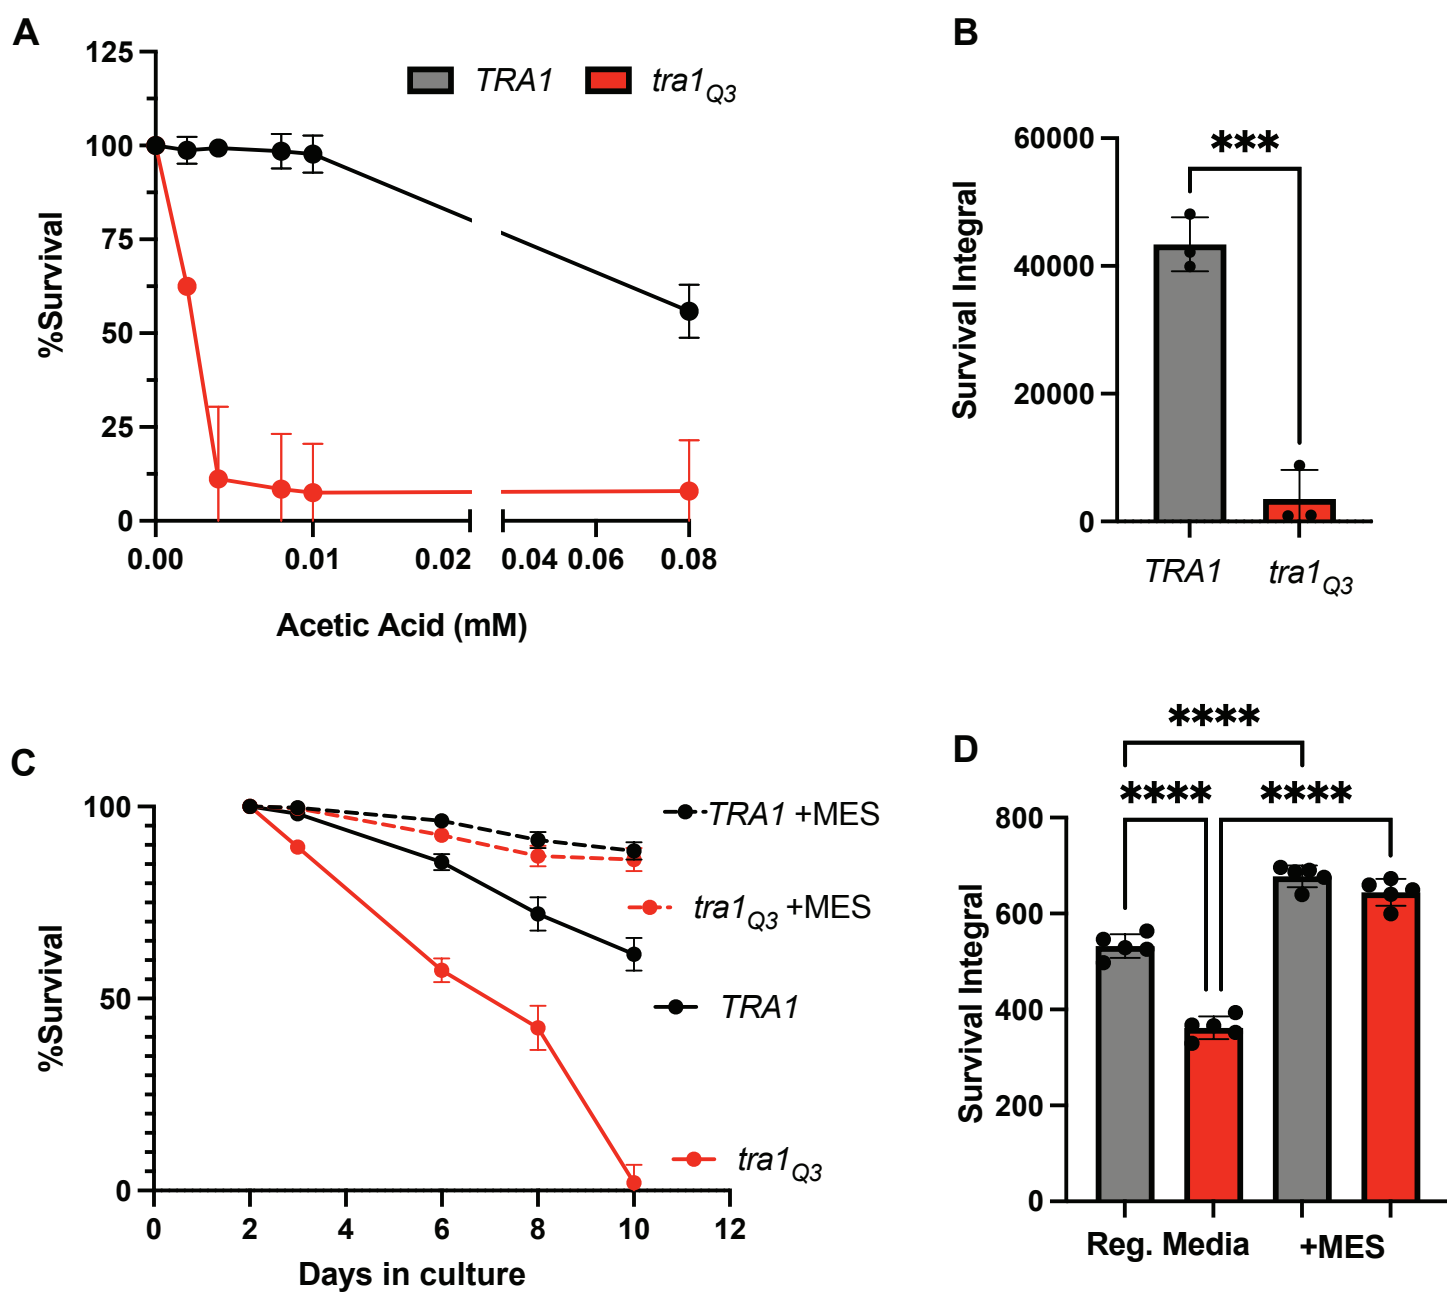 A
125
100
75
50
25
0
%Survival
TRA1
tra1Q3
0.00
0.01
0.02
0.04
0.06
0.08
Acetic Acid (mM)
B
60000
40000
20000
0
Survival Integral
***
TRA1
tra1Q3
C
100
50
0
%Survival
0
2
4
6
8
10
12
Days in culture
TRA1 +MES
tra1Q3 +MES
TRA1
tra1Q3
D
****
****
****
800
600
400
200
0
Survival Integral
Reg. Media
+MES